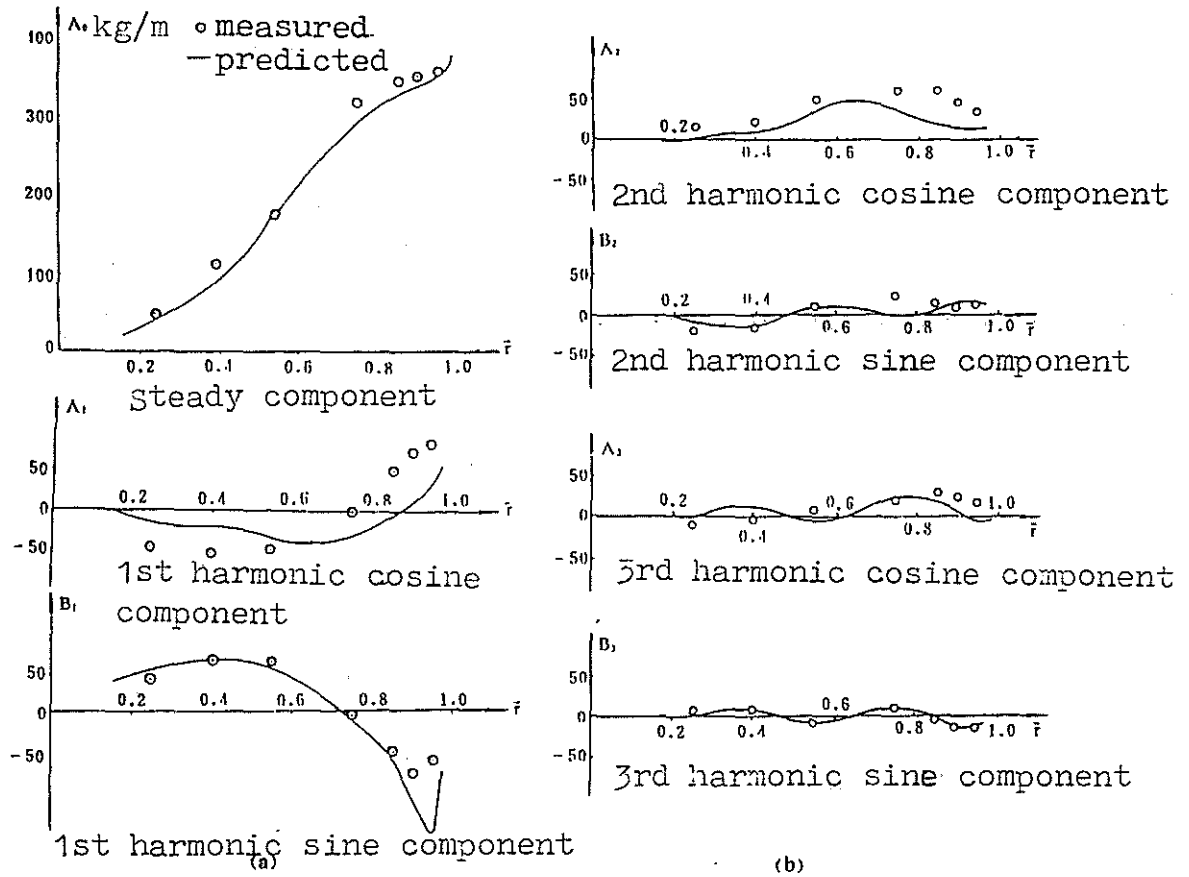 A₀ kg/m ∘ measured
— predicted
100
300
200
100
0
0.2 0.4 0.6 0.8 1.0 r̄
Steady component
A₁
50
0
-50
0.2 0.4 0.6 0.8 1.0 r̄
1st harmonic cosine
component
B₁
50
0
-50
0.2 0.4 0.6 0.8 1.0 r̄
1st harmonic sine component
(a)
A₂
50
0
-50
0.2 0.4 0.6 0.8 1.0 r̄
2nd harmonic cosine component
B₂
50
0
-50
0.2 0.4 0.6 0.8 1.0 r̄
2nd harmonic sine component
A₃
50
0
-50
0.2 0.4 0.6 0.8 1.0 r̄
3rd harmonic cosine component
B₃
50
0
-50
0.2 0.4 0.6 0.8 1.0 r̄
3rd harmonic sine component
(b)